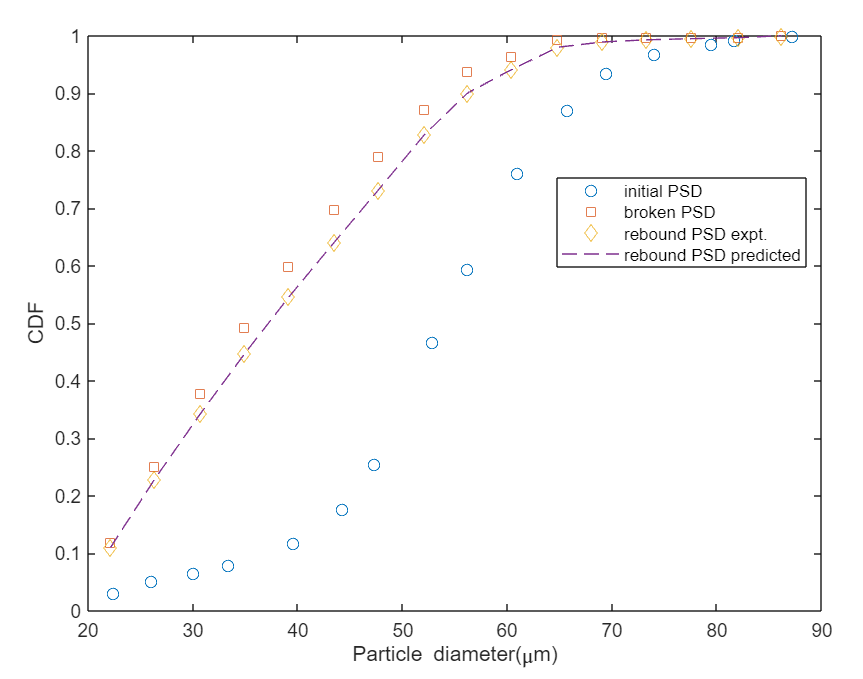 1
0.9
0.8
0.7
0.6
0.5
0.4
0.3
0.2
0.1
0
CDF
initial PSD
broken PSD
rebound PSD expt.
rebound PSD predicted
20 30 40 50 60 70 80 90
Particle diameter(μm)